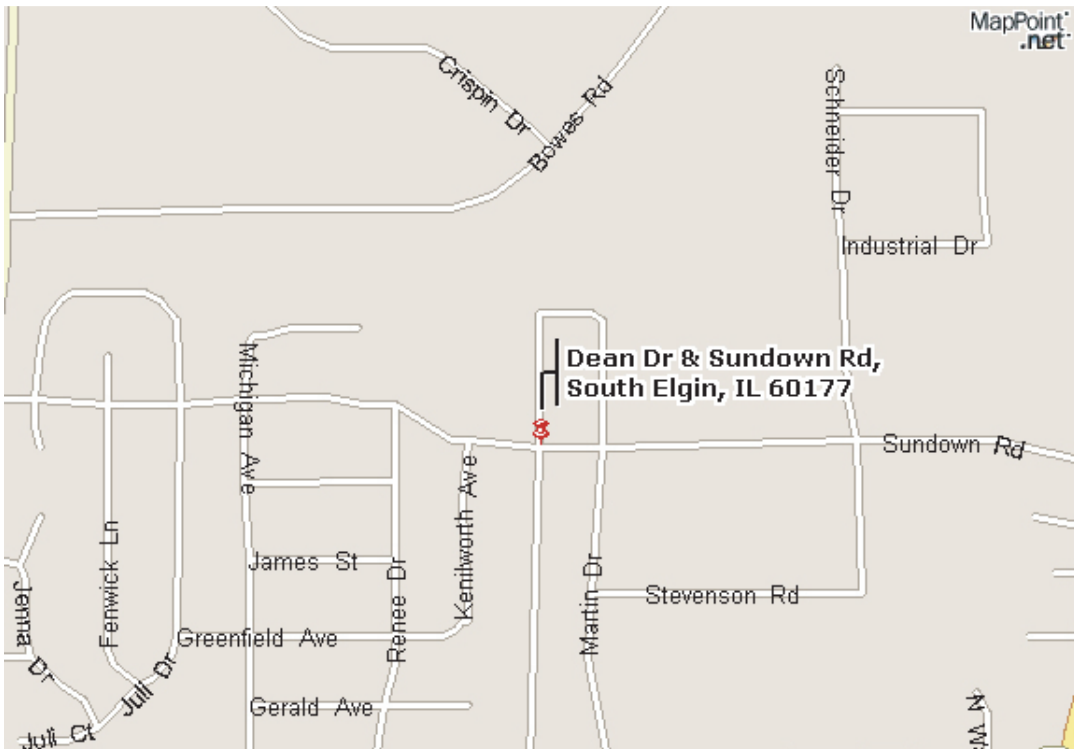 MapPoint
.net
Crispin Dr
Bowes Rd
Schneider Dr
Industrial Dr
Dean Dr & Sundown Rd,
South Elgin, IL 60177
Michigan Ave
Sundown Rd
Kenilworth Ave
Fenwick Ln
James St
Renee Dr
Martin Dr
Stevenson Rd
Jenna Dr
Greenfield Ave
Juli Dr
Gerald Ave
Juli Ct
N